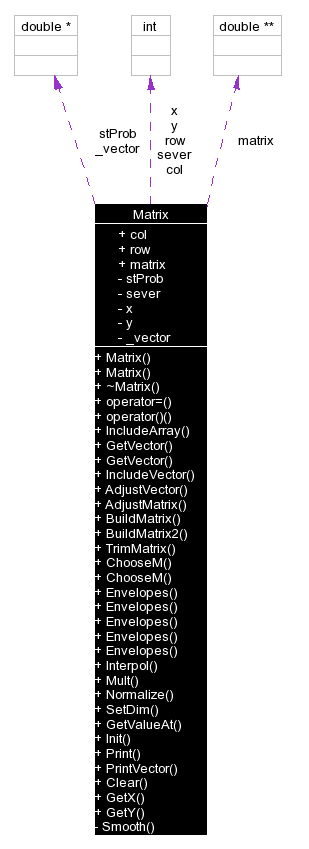 double *
int
double **
stProb
_vector
x
y
row
sever
col
matrix
Matrix
+ col
+ row
+ matrix
- stProb
- sever
- x
- y
- _vector
+ Matrix()
+ Matrix()
+ ~Matrix()
+ operator=()
+ operator()()
+ IncludeArray()
+ GetVector()
+ GetVector()
+ IncludeVector()
+ AdjustVector()
+ AdjustMatrix()
+ BuildMatrix()
+ BuildMatrix2()
+ TrimMatrix()
+ ChooseM()
+ ChooseM()
+ Envelopes()
+ Envelopes()
+ Envelopes()
+ Envelopes()
+ Envelopes()
+ Interpol()
+ Mult()
+ Normalize()
+ SetDim()
+ GetValueAt()
+ Init()
+ Print()
+ PrintVector()
+ Clear()
+ GetX()
+ GetY()
- Smooth()